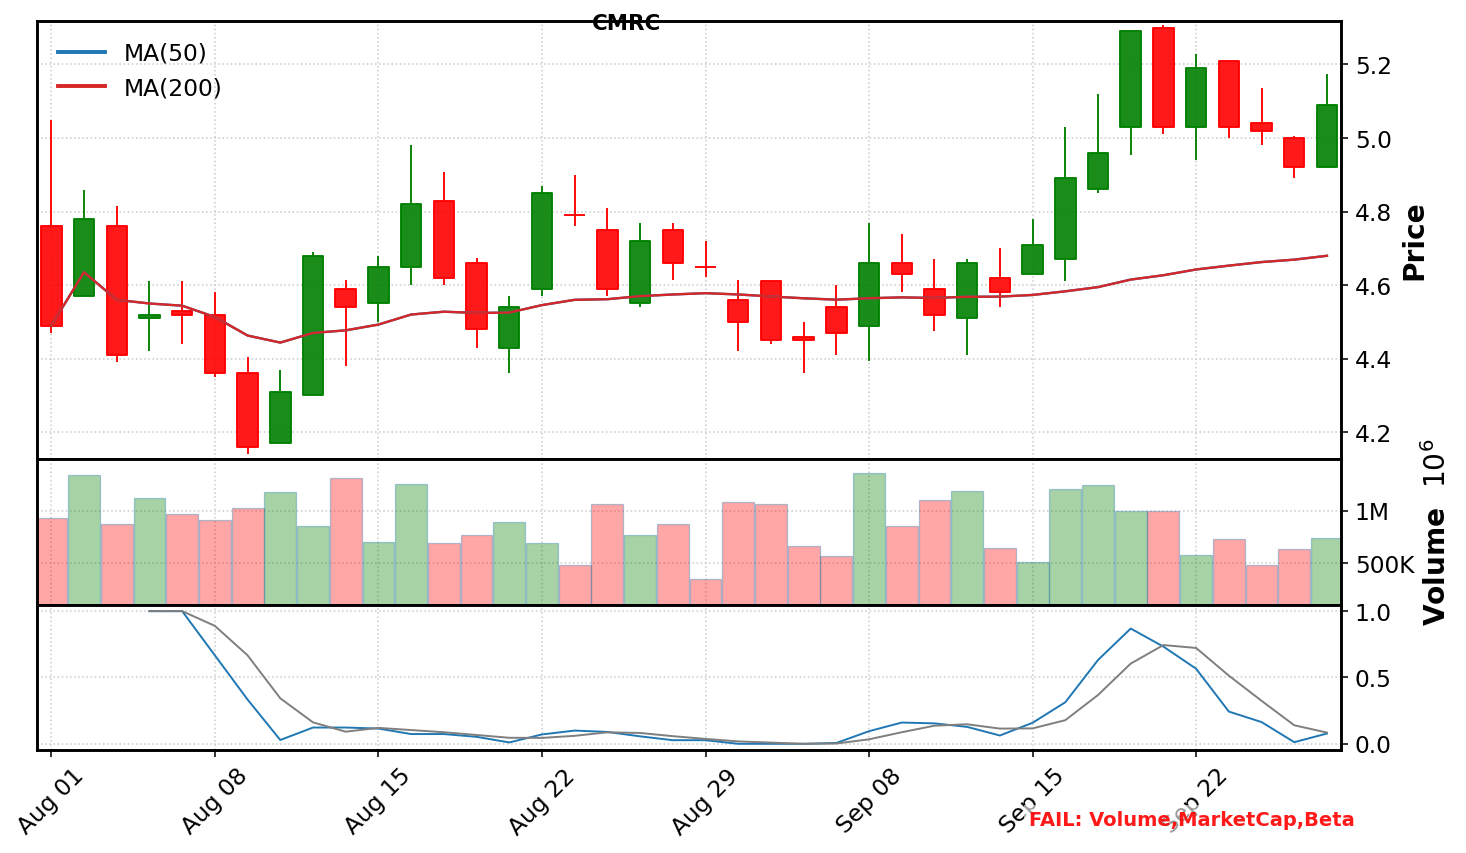 CMRC
MA(50)
MA(200)
5.2
5.0
4.8
4.6
4.4
4.2
Price
1M
500K
Volume 10^6
1.0
0.5
0.0
Aug 01
Aug 08
Aug 15
Aug 22
Aug 29
Sep 08
Sep 15
Sep 22
FAIL: Volume,MarketCap,Beta